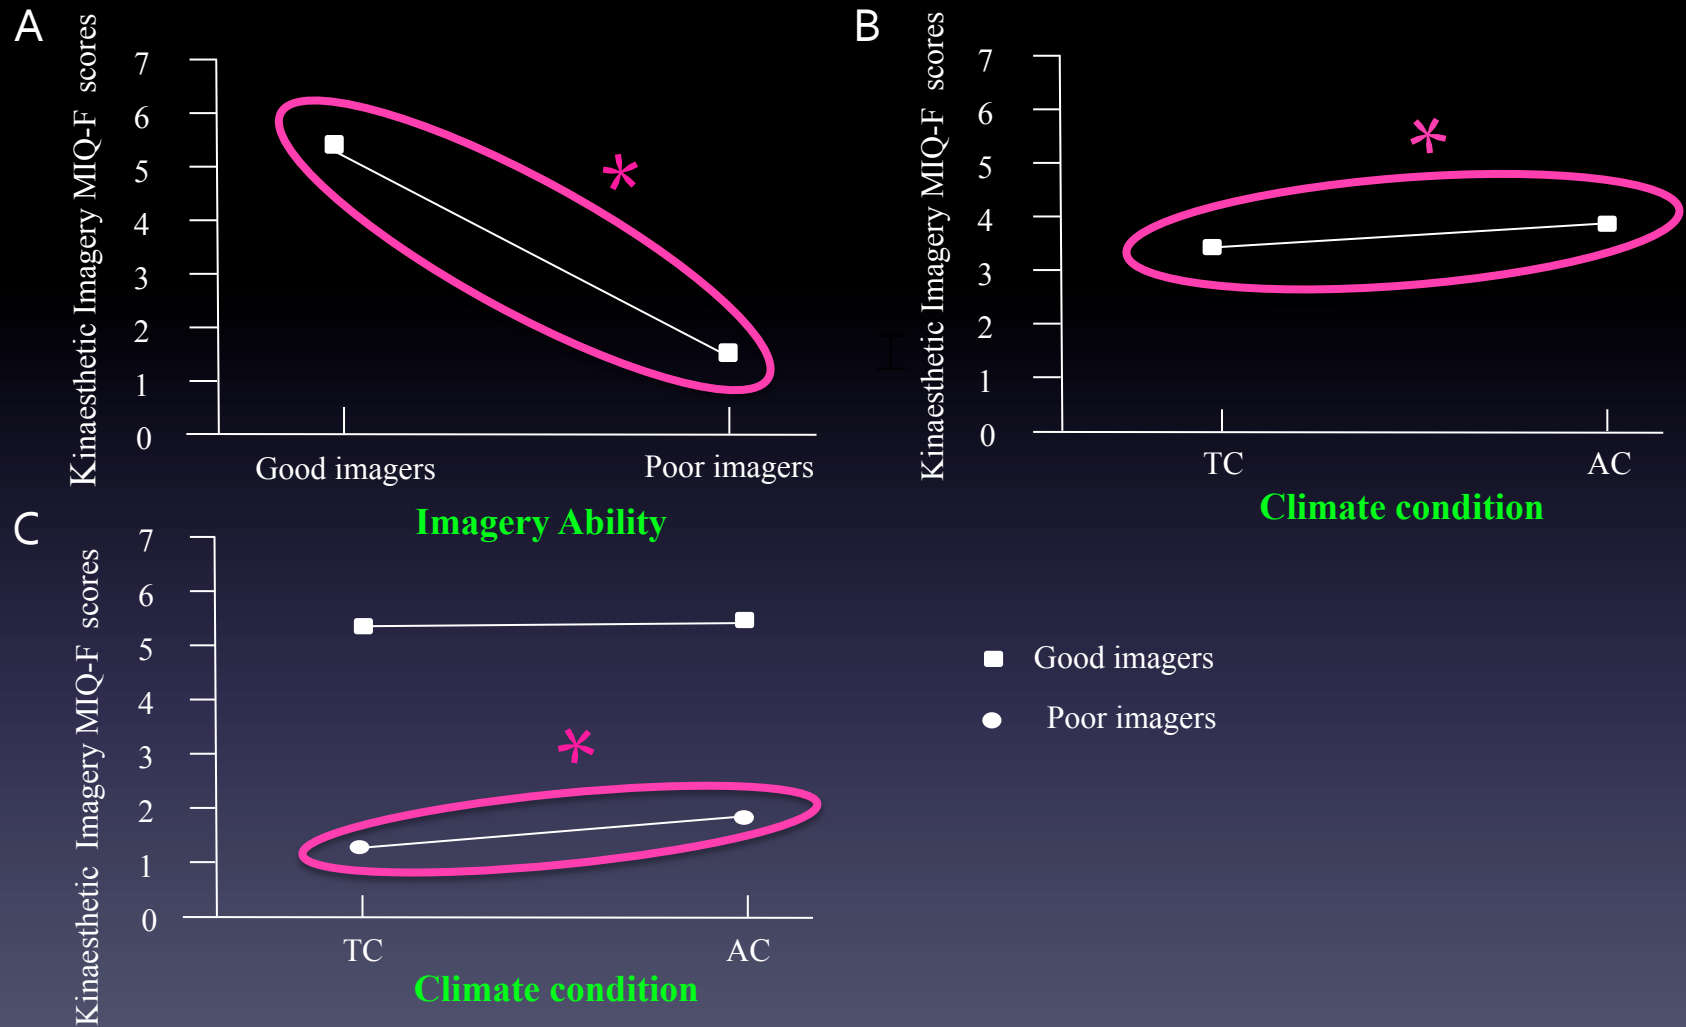 A
Kinaesthetic Imagery MIQ-F scores
7
6
5
4
3
2
1
0
Good imagers
Poor imagers
Imagery Ability
*
B
Kinaesthetic Imagery MIQ-F scores
7
6
5
4
3
2
1
0
TC
AC
Climate condition
*
C
Kinaesthetic Imagery MIQ-F scores
7
6
5
4
3
2
1
0
TC
AC
Climate condition
*
Good imagers
Poor imagers